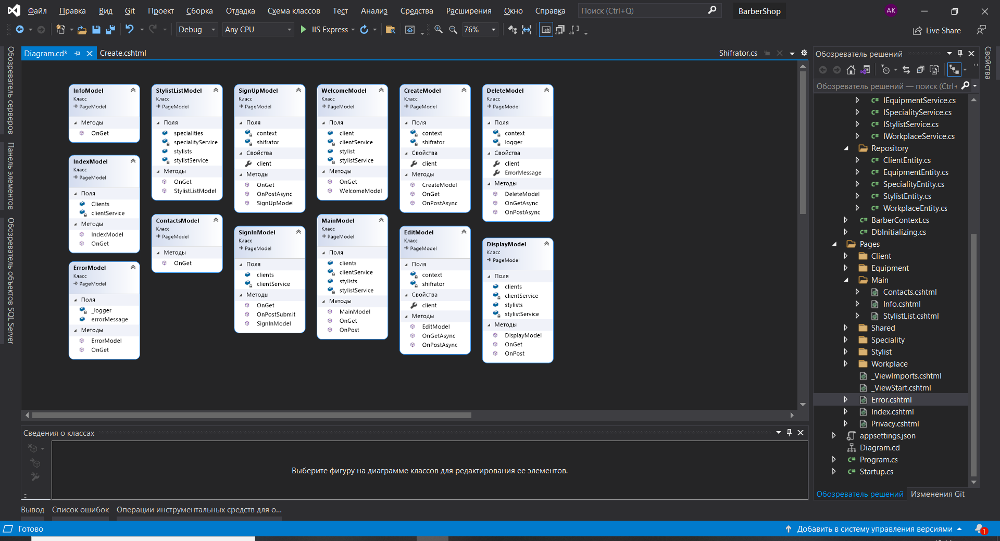 Файл Правка Вид Git Проект Сборка Отладка Схема классов Тест Анализ Средства Расширения Окно Справка Поиск (Ctrl+Q) BarberShop AK
Debug Any CPU IIS Express 76% Live Share
Обозреватель серверов
Панель элементов
Обозреватель объектов SQL Server
Diagram.cd* Create.cshtml Shifrator.cs
InfoModel
Класс
PageModel
Методы
OnGet
IndexModel
Класс
PageModel
Поля
Clients
clientService
Методы
IndexModel
OnGet
ErrorModel
Класс
PageModel
Поля
_logger
errorMessage
Методы
ErrorModel
OnGet
StylistListModel
Класс
PageModel
Поля
specialities
specialityService
stylists
stylistService
Методы
OnGet
StylistListModel
ContactsModel
Класс
PageModel
Методы
OnGet
SignUpModel
Класс
PageModel
Поля
context
shifrator
Свойства
client
Методы
OnGet
OnPostAsync
SignUpModel
SignInModel
Класс
PageModel
Поля
clients
clientService
Методы
OnGet
OnPostSubmit
SignInModel
WelcomeModel
Класс
PageModel
Поля
client
clientService
stylist
stylistService
Методы
OnGet
WelcomeModel
MainModel
Класс
PageModel
Поля
clients
clientService
stylists
stylistService
Методы
MainModel
OnGet
OnPost
CreateModel
Класс
PageModel
Поля
context
shifrator
Свойства
client
Методы
CreateModel
OnGet
OnPostAsync
EditModel
Класс
PageModel
Поля
context
shifrator
Свойства
client
Методы
EditModel
OnGetAsync
OnPostAsync
DeleteModel
Класс
PageModel
Поля
context
logger
Свойства
client
ErrorMessage
Методы
DeleteModel
OnGetAsync
OnPostAsync
DisplayModel
Класс
PageModel
Поля
clients
clientService
stylists
stylistService
Методы
DisplayModel
OnGet
OnPost
Сведения о классах
Выберите фигуру на диаграмме классов для редактирования ее элементов.
Вывод Список ошибок Операции инструментальных средств для о...
Обозреватель решений
Обозреватель решений — поиск (Ctrl+
C# IEquipmentService.cs
C# ISpecialityService.cs
C# IStylistService.cs
C# IWorkplaceService.cs
Repository
C# ClientEntity.cs
C# EquipmentEntity.cs
C# SpecialityEntity.cs
C# StylistEntity.cs
C# WorkplaceEntity.cs
C# BarberContext.cs
C# DbInitializing.cs
Pages
Client
Equipment
Main
Contacts.cshtml
Info.cshtml
StylistList.cshtml
Shared
Speciality
Stylist
Workplace
_ViewImports.cshtml
_ViewStart.cshtml
Error.cshtml
Index.cshtml
Privacy.cshtml
appsettings.json
Diagram.cd
C# Program.cs
C# Startup.cs
Обозреватель решений Изменения Git
Свойства
Готово Добавить в систему управления версиями 1